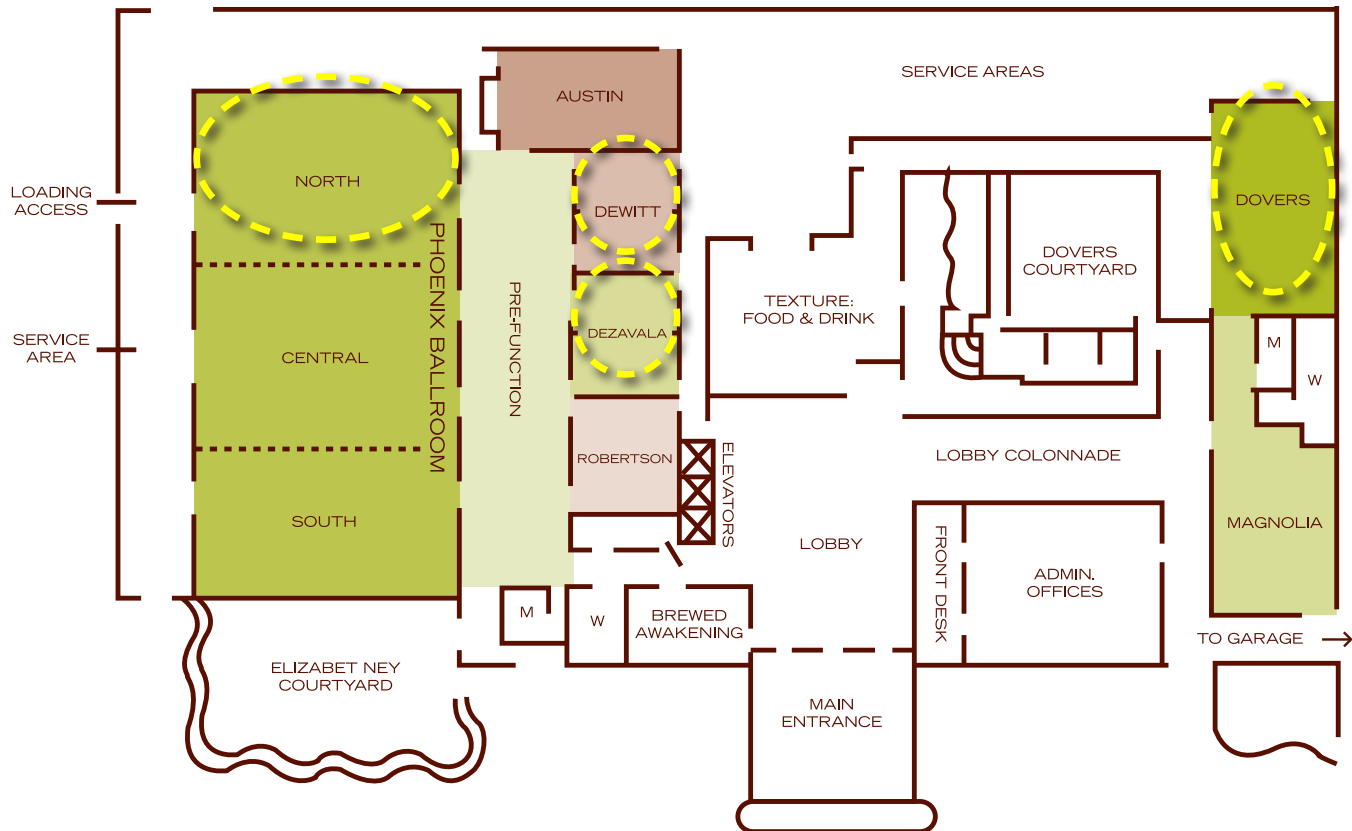 SERVICE AREAS
AUSTIN
NORTH
DEWITT
DOVERS
LOADING
ACCESS
PHOENIX BALLROOM
DOVERS
COURTYARD
PRE-FUNCTION
TEXTURE:
FOOD & DRINK
DEZAVALA
SERVICE
AREA
CENTRAL
M
W
ROBERTSON
ELEVATORS
LOBBY COLONNADE
SOUTH
LOBBY
FRONT DESK
ADMIN.
OFFICES
MAGNOLIA
M
W
BREWED
AWAKENING
TO GARAGE →
ELIZABET NEY
COURTYARD
MAIN
ENTRANCE